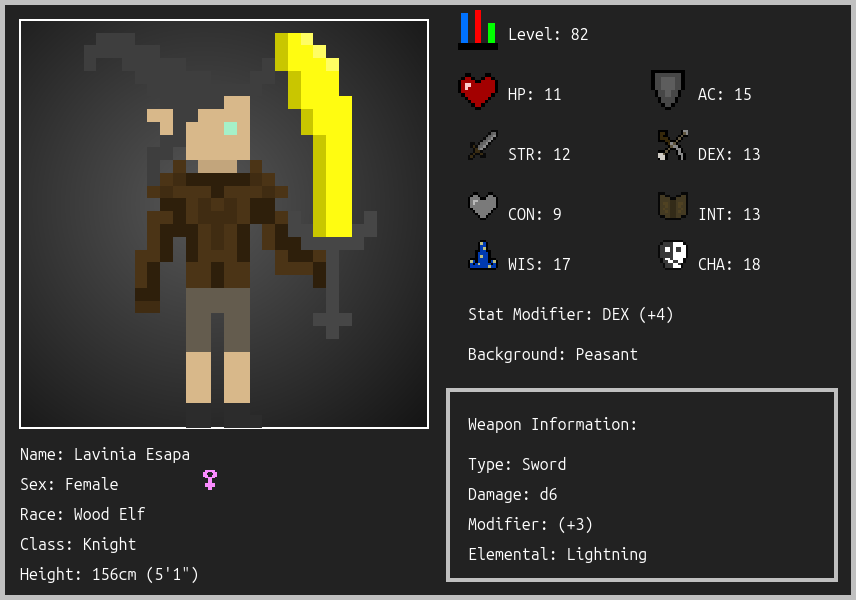 Level: 82
HP: 11
AC: 15
STR: 12
DEX: 13
CON: 9
INT: 13
WIS: 17
CHA: 18
Stat Modifier: DEX (+4)
Background: Peasant
Name: Lavinia Esapa
Sex: Female
Race: Wood Elf
Class: Knight
Height: 156cm (5'1")
Weapon Information:
Type: Sword
Damage: d6
Modifier: (+3)
Elemental: Lightning